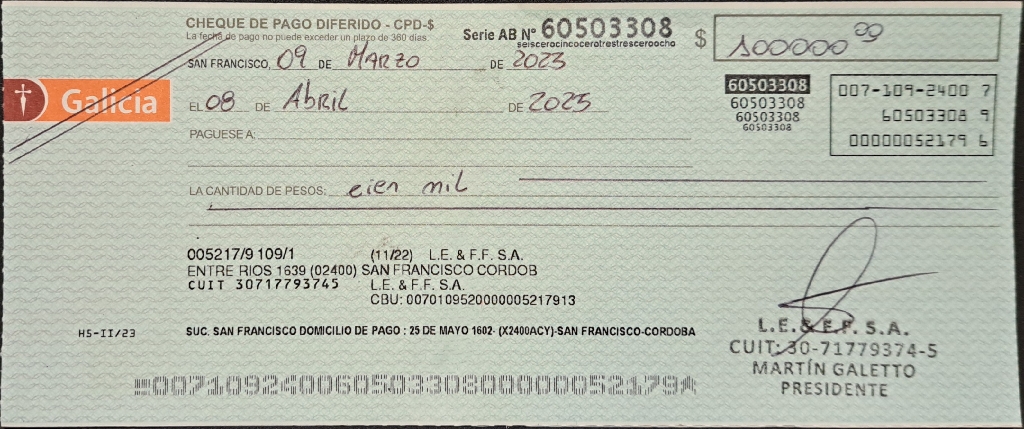 CHEQUE DE PAGO DIFERIDO - CPD-$
La fecha de pago no puede exceder un plazo de 360 días.
Serie AB Nº 60503308
seisceroincocerotrestresceroocho
$ 100000 00
SAN FRANCISCO, 09 DE MARZO DE 2023
Galicia
EL 08 DE Abril DE 2023
60503308
60503308
60503308
60503308
007-109-2400 7
60503308 9
00000052179 6
PAGUESE A:
LA CANTIDAD DE PESOS: cien mil
005217/9 109/1 (11/22) L.E. & F.F. S.A.
ENTRE RIOS 1639 (02400) SAN FRANCISCO CORDOB
CUIT 30717793745 L.E. & F.F. S.A.
CBU: 0070109520000005217913
HS-II/23
SUC. SAN FRANCISCO DOMICILIO DE PAGO : 25 DE MAYO 1602- (X2400ACY)-SAN FRANCISCO-CORDOBA
L.E. & F.F. S.A.
CUIT: 30-71779374-5
MARTÍN GALETTO
PRESIDENTE
00710924006050330800000052179